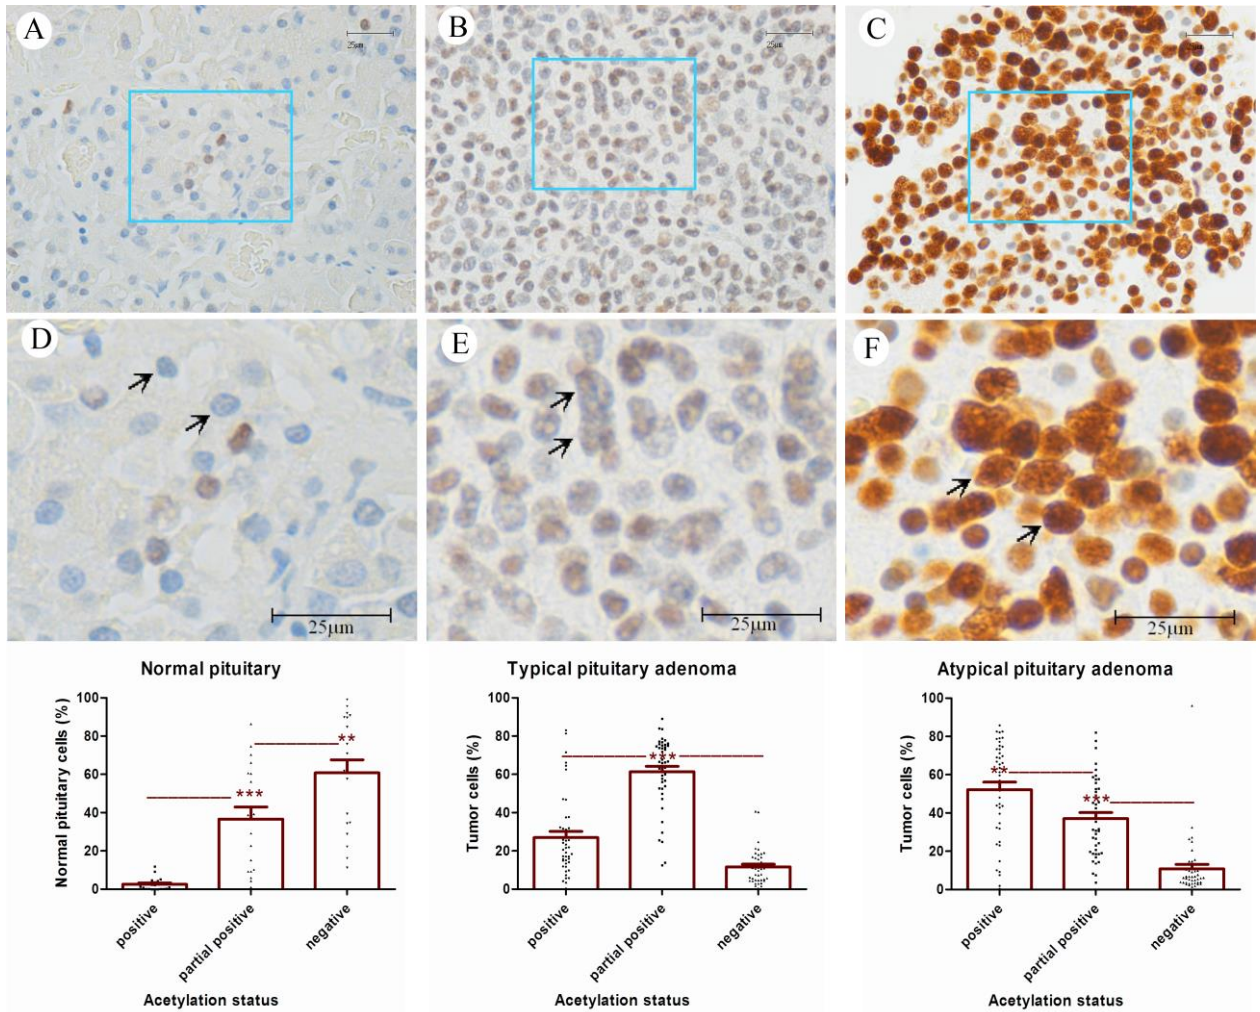 A
25µm
B
25µm
C
D
25µm
E
25µm
F
25µm
Normal pituitary
Normal pituitary cells (%)
100
80
60
40
20
0
***
**
positive
partial positive
negative
Acetylation status
Typical pituitary adenoma
Tumor cells (%)
100
80
60
40
20
0
***
positive
partial positive
negative
Acetylation status
Atypical pituitary adenoma
Tumor cells (%)
100
80
60
40
20
0
**
***
positive
partial positive
negative
Acetylation status